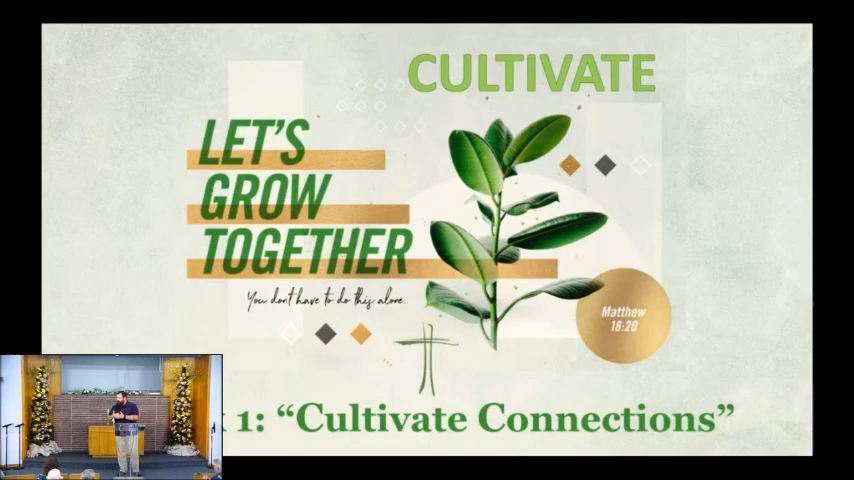 CULTIVATE
LET'S
GROW
TOGETHER
You don't have to do this alone.
Matthew
18:20
1: “Cultivate Connections”